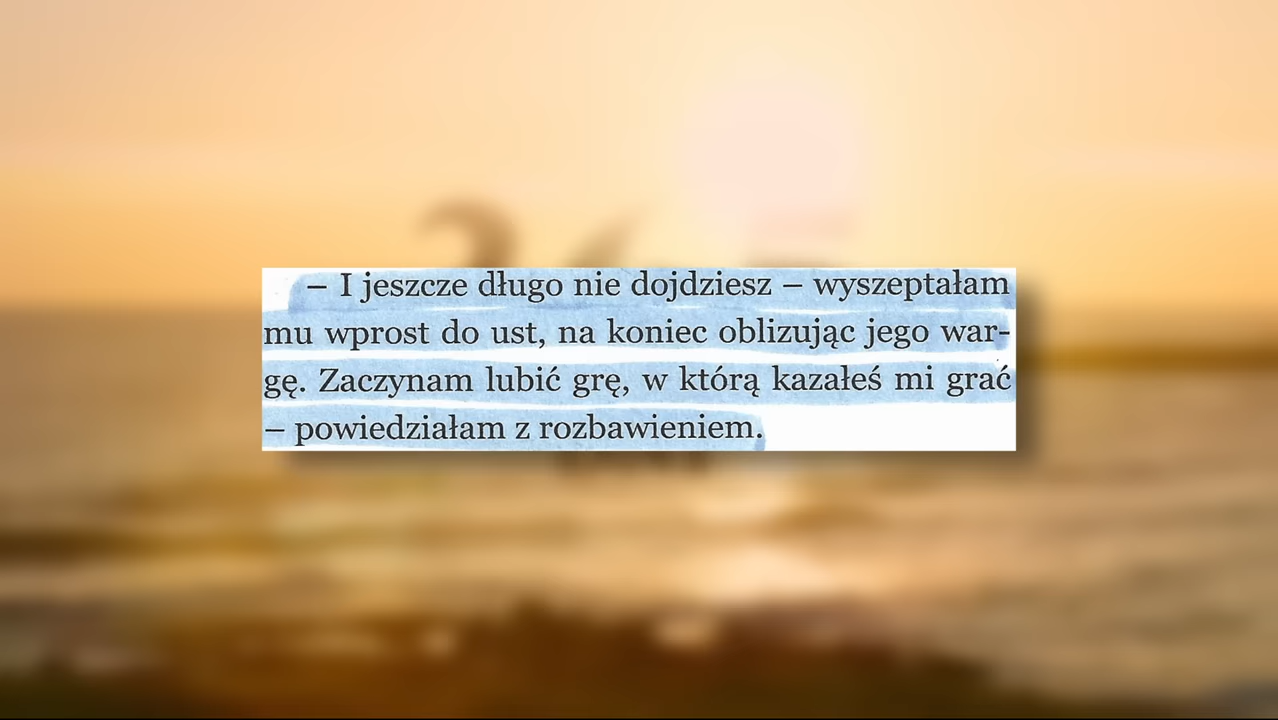 – I jeszcze długo nie dojdziesz – wyszeptałam
mu wprost do ust, na koniec oblizując jego war-
gę. Zaczynam lubić grę, w którą kazałeś mi grać
– powiedziałam z rozbawieniem.